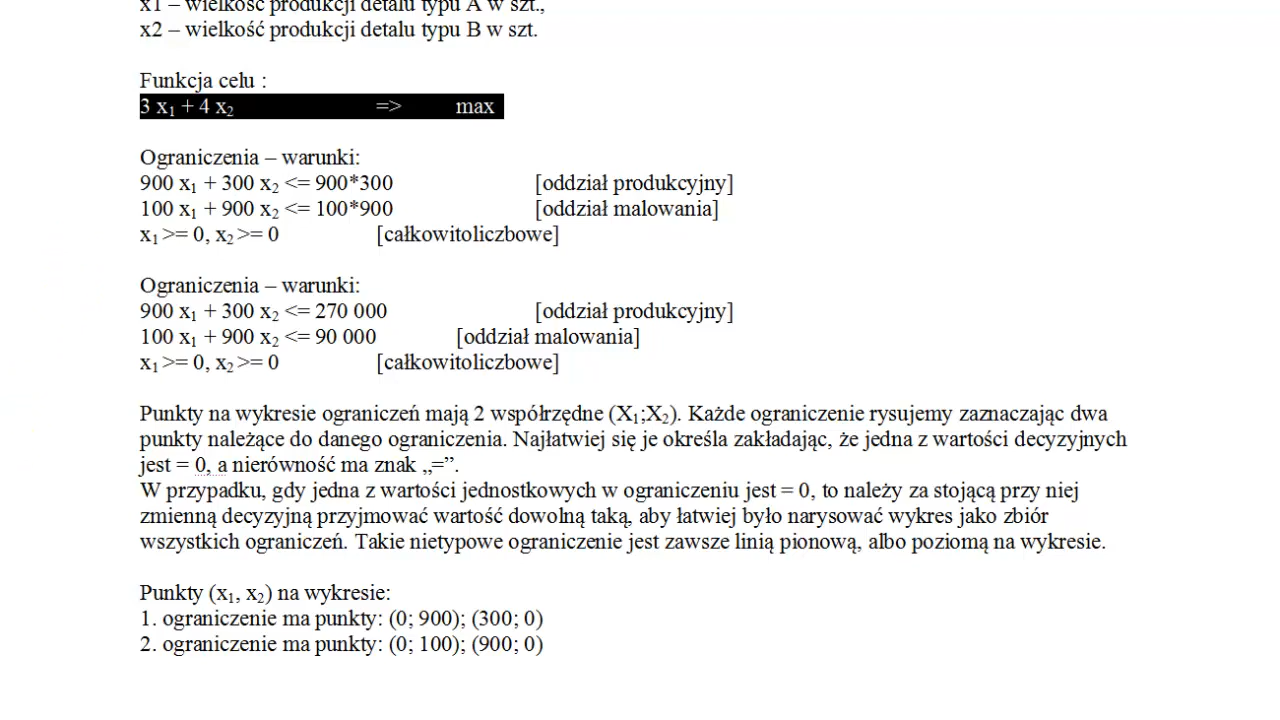 x1 – wielkość produkcji detalu typu A w szt.,
x2 – wielkość produkcji detalu typu B w szt.
Funkcja celu :
3 x₁ + 4 x₂ => max
Ograniczenia – warunki:
900 x₁ + 300 x₂ <= 900*300 [oddział produkcyjny]
100 x₁ + 900 x₂ <= 100*900 [oddział malowania]
x₁ >= 0, x₂ >= 0 [całkowitoliczbowe]
Ograniczenia – warunki:
900 x₁ + 300 x₂ <= 270 000 [oddział produkcyjny]
100 x₁ + 900 x₂ <= 90 000 [oddział malowania]
x₁ >= 0, x₂ >= 0 [całkowitoliczbowe]
Punkty na wykresie ograniczeń mają 2 współrzędne (X₁;X₂). Każde ograniczenie rysujemy zaznaczając dwa
punkty należące do danego ograniczenia. Najłatwiej się je określa zakładając, że jedna z wartości decyzyjnych
jest = 0, a nierówność ma znak „=”.
W przypadku, gdy jedna z wartości jednostkowych w ograniczeniu jest = 0, to należy za stojącą przy niej
zmienną decyzyjną przyjmować wartość dowolną taką, aby łatwiej było narysować wykres jako zbiór
wszystkich ograniczeń. Takie nietypowe ograniczenie jest zawsze linią pionową, albo poziomą na wykresie.
Punkty (x₁, x₂) na wykresie:
1. ograniczenie ma punkty: (0; 900); (300; 0)
2. ograniczenie ma punkty: (0; 100); (900; 0)